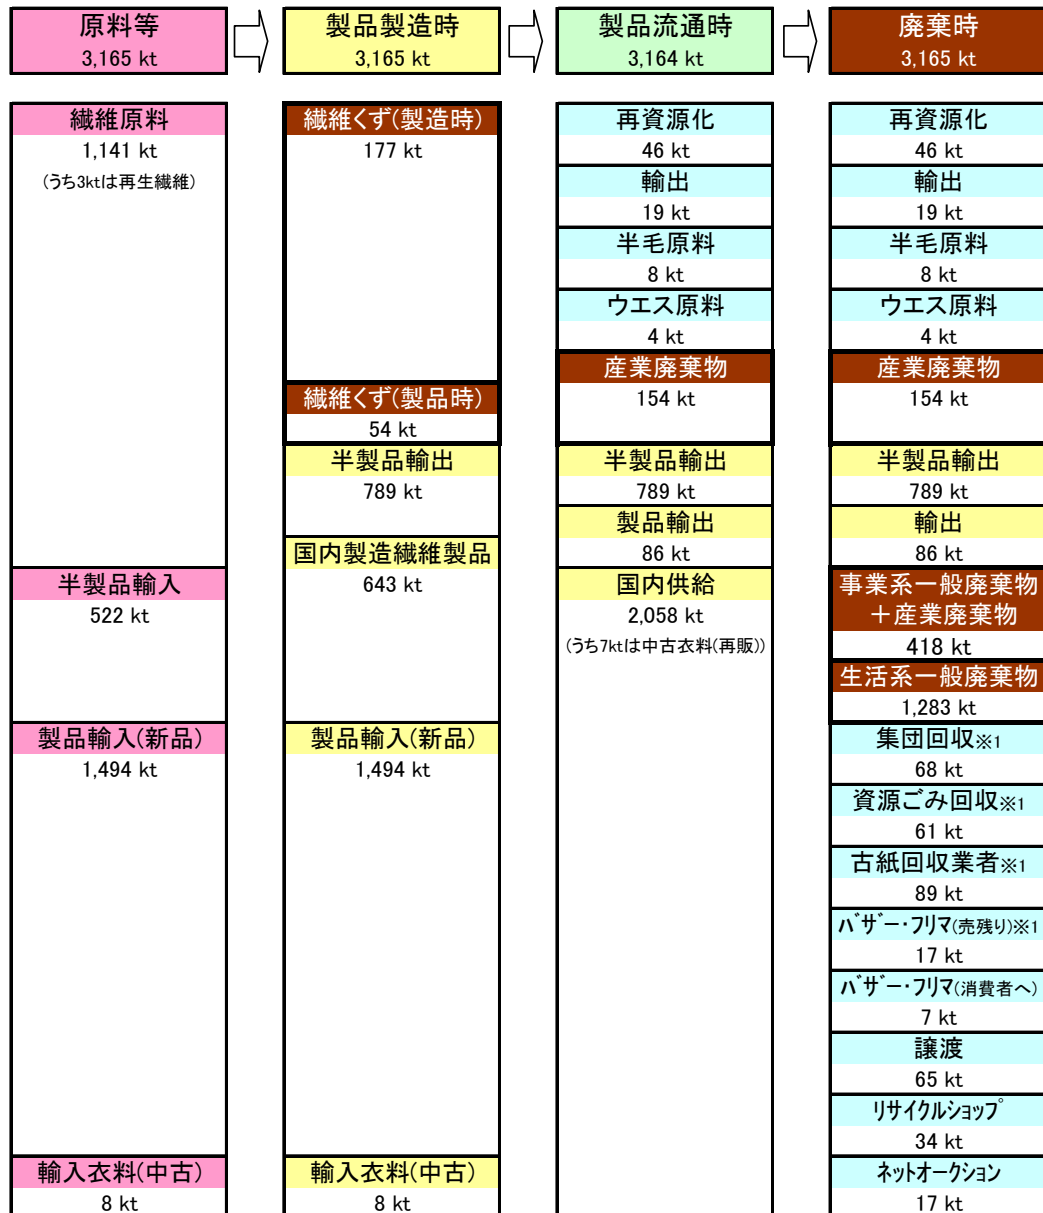 原料等
3,165 kt
製品製造時
3,165 kt
製品流通時
3,164 kt
廃棄時
3,165 kt
繊維原料
1,141 kt
(うち3ktは再生繊維)
半製品輸入
522 kt
製品輸入(新品)
1,494 kt
輸入衣料(中古)
8 kt
繊維くず(製造時)
177 kt
繊維くず(製品時)
54 kt
半製品輸出
789 kt
国内製造繊維製品
643 kt
製品輸入(新品)
1,494 kt
輸入衣料(中古)
8 kt
再資源化
46 kt
輸出
19 kt
半毛原料
8 kt
ウエス原料
4 kt
産業廃棄物
154 kt
半製品輸出
789 kt
製品輸出
86 kt
国内供給
2,058 kt
(うち7ktは中古衣料(再販))
再資源化
46 kt
輸出
19 kt
半毛原料
8 kt
ウエス原料
4 kt
産業廃棄物
154 kt
半製品輸出
789 kt
輸出
86 kt
事業系一般廃棄物
＋産業廃棄物
418 kt
生活系一般廃棄物
1,283 kt
集団回収※1
68 kt
資源ごみ回収※1
61 kt
古紙回収業者※1
89 kt
ﾊﾞｻﾞｰ・ﾌﾘﾏ(売残り)※1
17 kt
ﾊﾞｻﾞｰ・ﾌﾘﾏ(消費者へ)
7 kt
譲渡
65 kt
ﾘｻｲｸﾙｼｮｯﾌﾟ
34 kt
ﾈｯﾄｵｰｸｼｮﾝ
17 kt